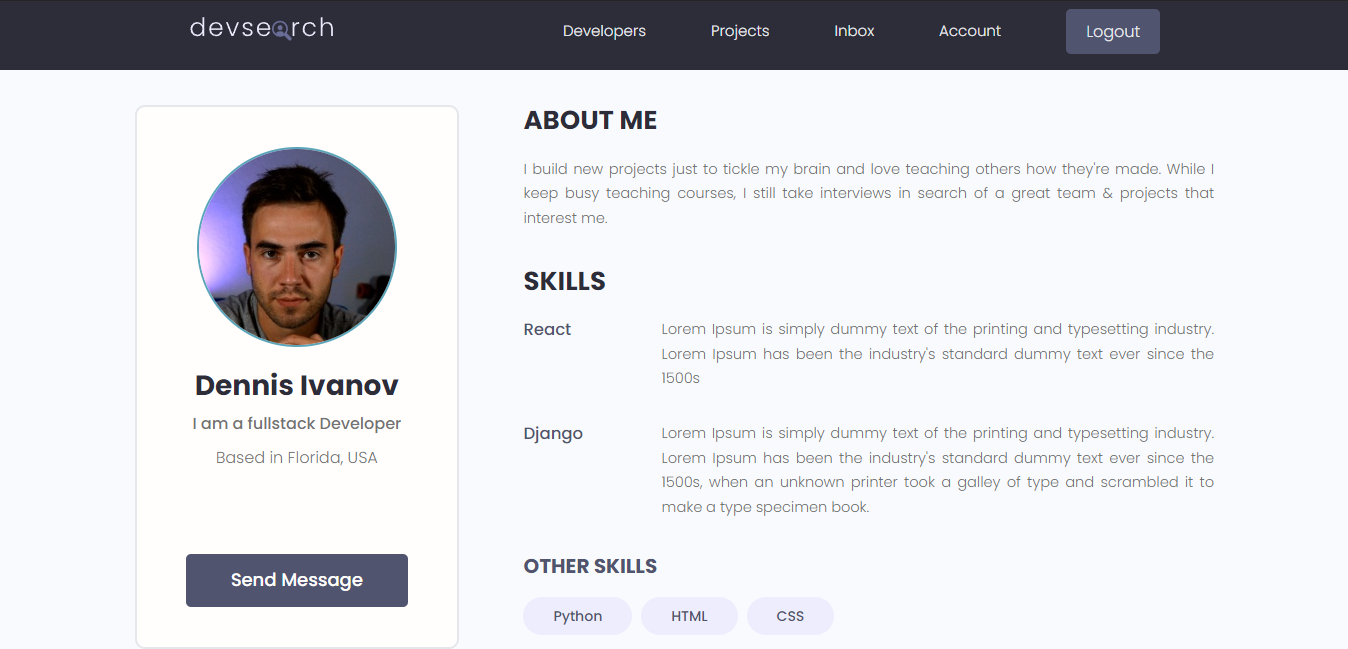 devsearch
Developers
Projects
Inbox
Account
Logout
Dennis Ivanov
I am a fullstack Developer
Based in Florida, USA
Send Message
ABOUT ME
I build new projects just to tickle my brain and love teaching others how they're made. While I
keep busy teaching courses, I still take interviews in search of a great team & projects that
interest me.
SKILLS
React
Lorem Ipsum is simply dummy text of the printing and typesetting industry.
Lorem Ipsum has been the industry's standard dummy text ever since the
1500s
Django
Lorem Ipsum is simply dummy text of the printing and typesetting industry.
Lorem Ipsum has been the industry's standard dummy text ever since the
1500s, when an unknown printer took a galley of type and scrambled it to
make a type specimen book.
OTHER SKILLS
Python
HTML
CSS